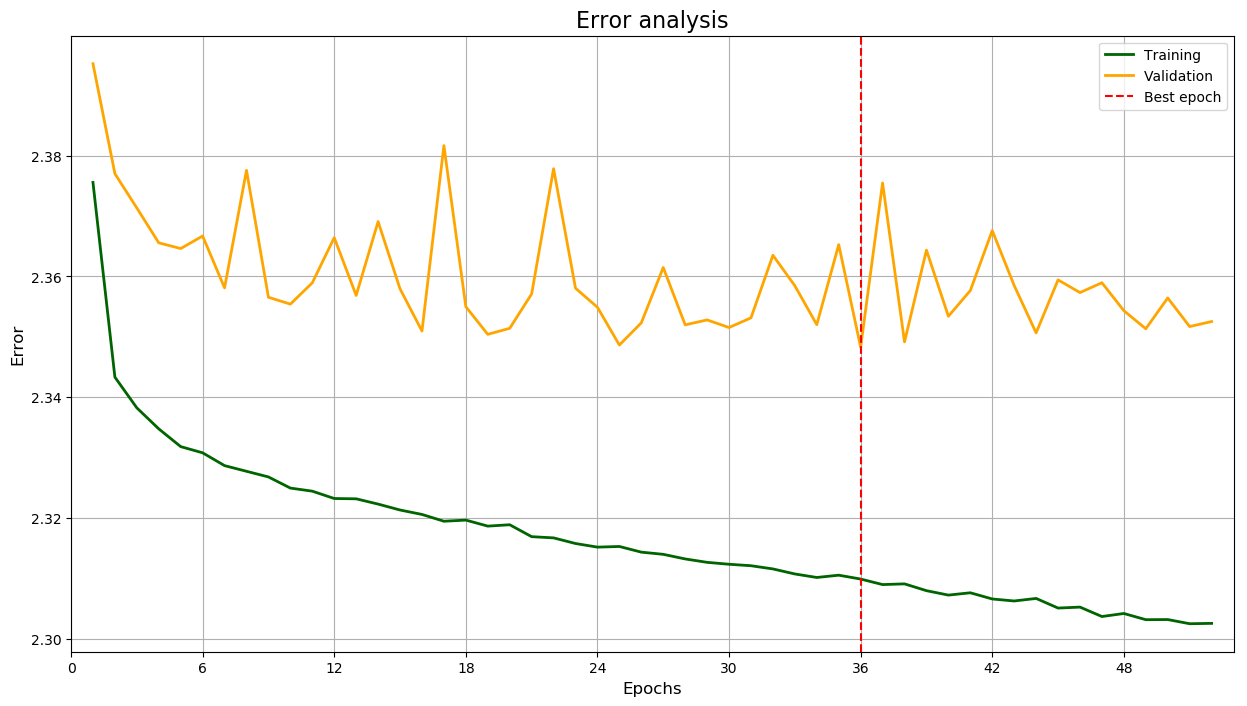 Error analysis
Training
Validation
Best epoch
Error
2.38
2.36
2.34
2.32
2.30
0 6 12 18 24 30 36 42 48
Epochs